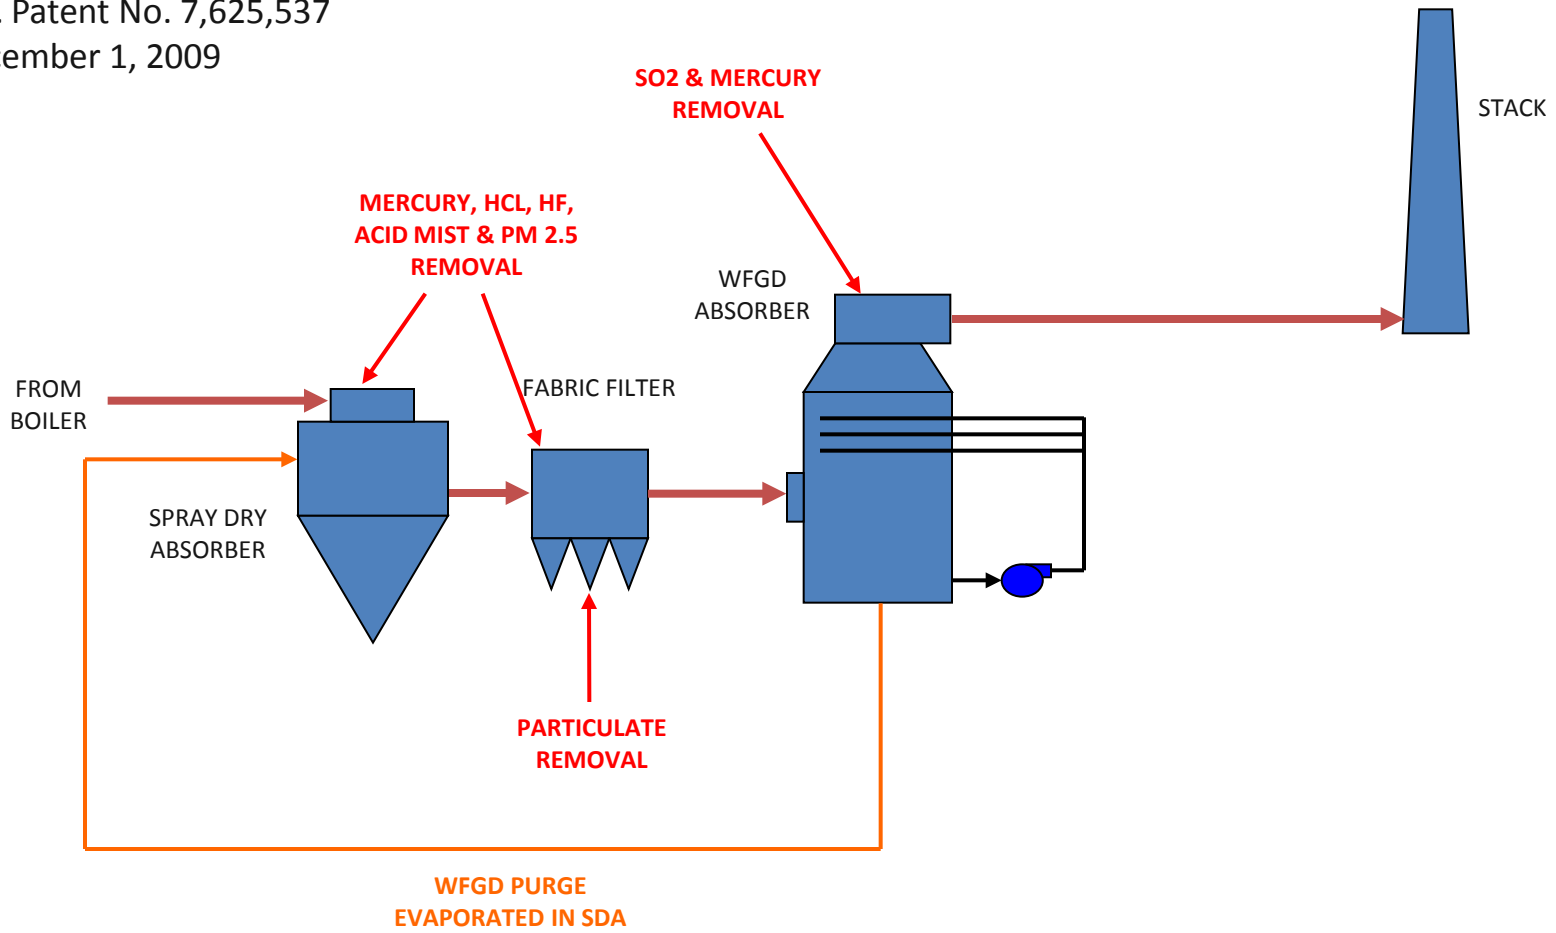 . Patent No. 7,625,537
cember 1, 2009
SO2 & MERCURY
REMOVAL
STACK
MERCURY, HCL, HF,
ACID MIST & PM 2.5
REMOVAL
WFGD
ABSORBER
FROM
BOILER
FABRIC FILTER
SPRAY DRY
ABSORBER
PARTICULATE
REMOVAL
WFGD PURGE
EVAPORATED IN SDA